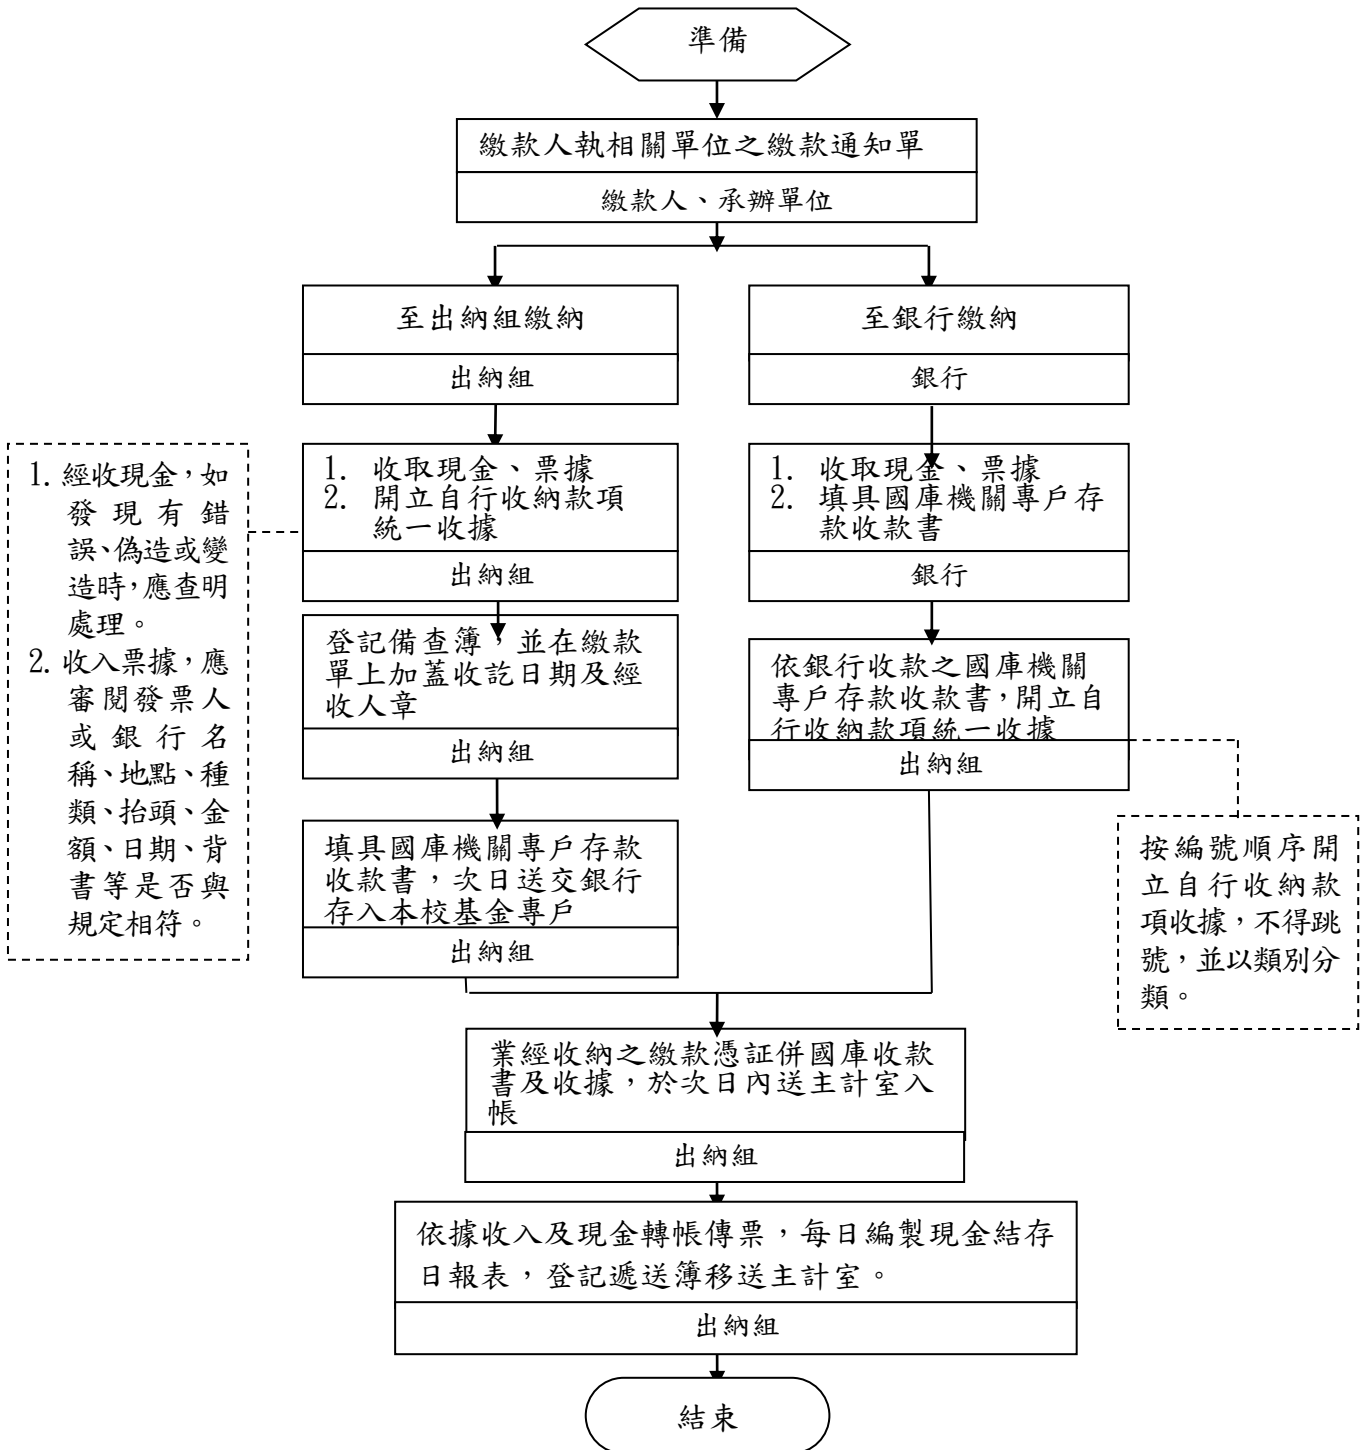 準備
繳款人執相關單位之繳款通知單
繳款人、承辦單位
至出納組繳納
出納組
至銀行繳納
銀行
1. 經收現金，如
發現有錯
誤、偽造或變
造時，應查明
處理。
2. 收入票據，應
審閱發票人
或銀行名
稱、地點、種
類、抬頭、金
額、日期、背
書等是否與
規定相符。
1. 收取現金、票據
2. 開立自行收納款項
統一收據
出納組
1. 收取現金、票據
2. 填具國庫機關專戶存
款收款書
銀行
登記備查簿，並在繳款
單上加蓋收訖日期及經
收人章
出納組
依銀行收款之國庫機關
專戶存款收款書，開立自
行收納款項統一收據
出納組
填具國庫機關專戶存款
收款書，次日送交銀行
存入本校基金專戶
出納組
按編號順序開
立自行收納款
項收據，不得跳
號，並以類別分
類。
業經收納之繳款憑証併國庫收款
書及收據，於次日內送主計室入
帳
出納組
依據收入及現金轉帳傳票，每日編製現金結存
日報表，登記遞送簿移送主計室。
出納組
結束